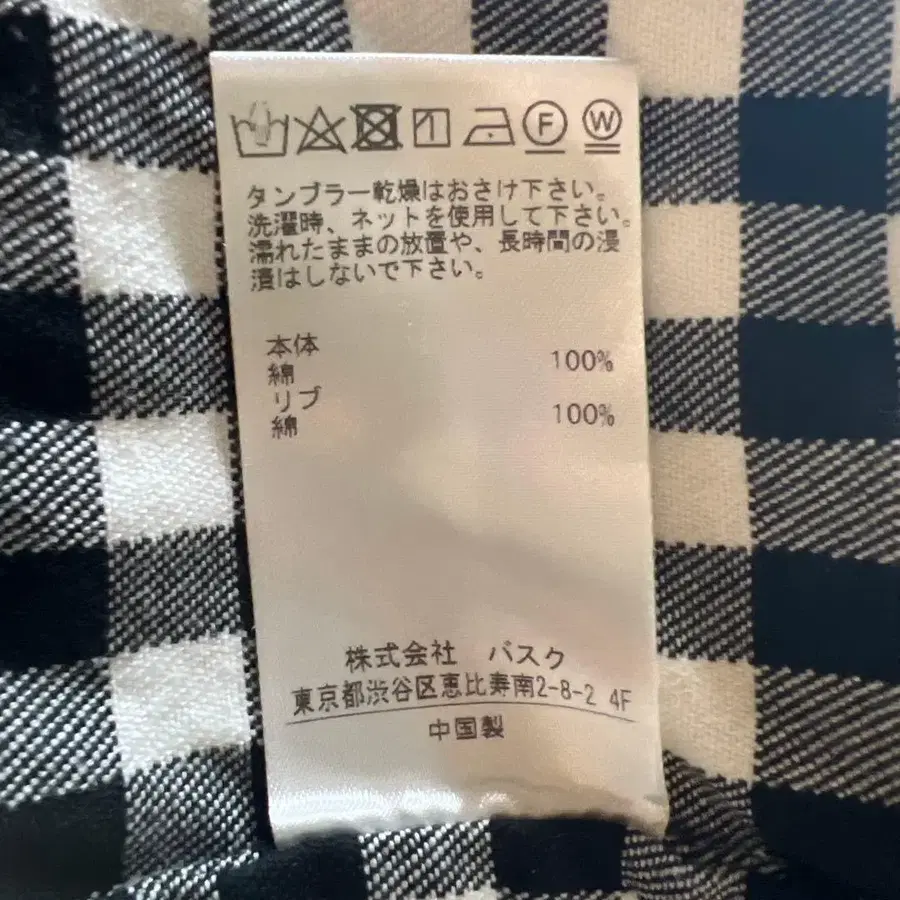 F W
タンブラー乾燥はおさけ下さい。
洗濯時、ネットを使用して下さい。
濡れたままの放置や、長時間の浸
漬はしないで下さい。
本体
綿 100%
リブ
綿 100%
株式会社 バスク
東京都渋谷区恵比寿南2-8-2 4F
中国製